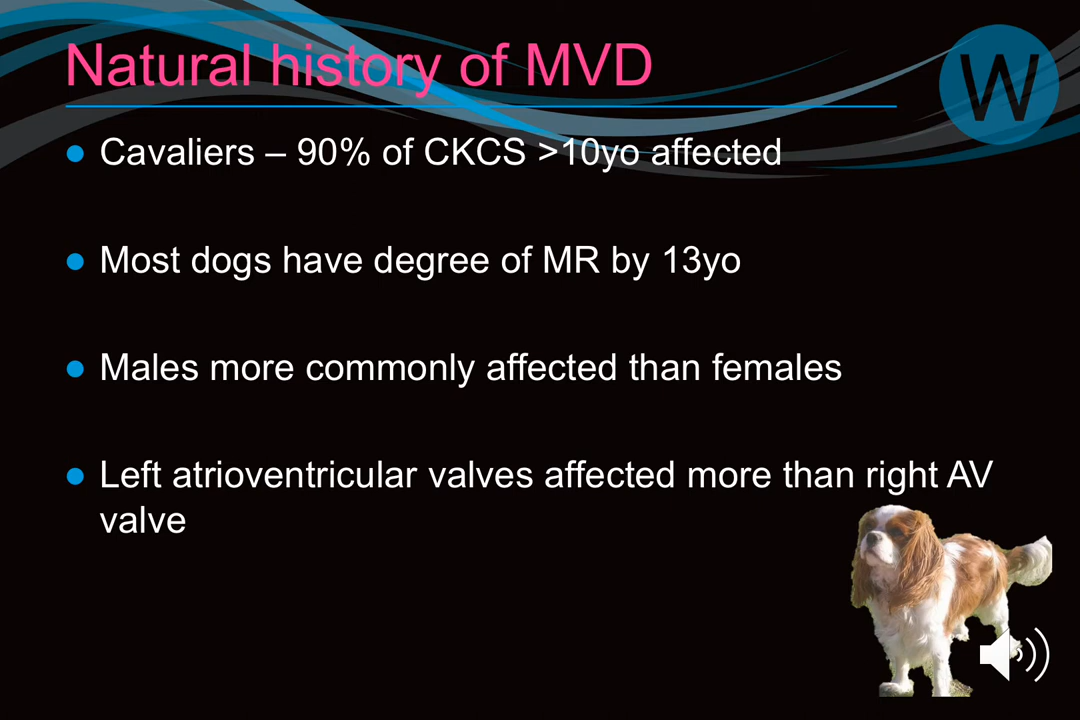 Natural history of MVD
W
Cavaliers – 90% of CKCS >10yo affected
Most dogs have degree of MR by 13yo
Males more commonly affected than females
Left atrioventricular valves affected more than right AV
valve